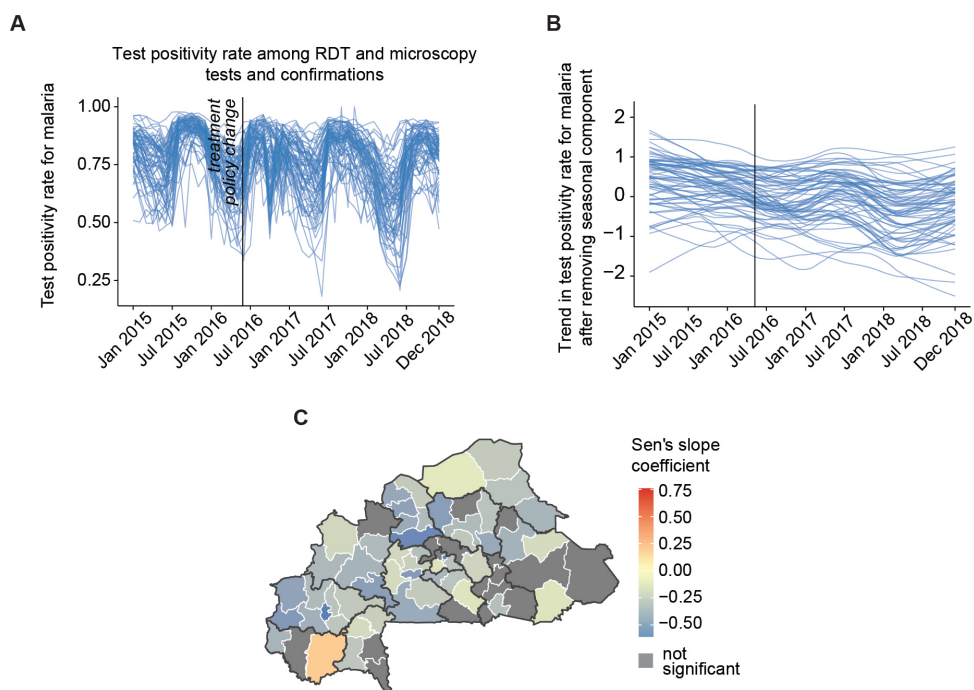 A
Test positivity rate among RDT and microscopy
tests and confirmations
Test positivity rate for malaria
1.00
0.75
0.50
0.25
treatment
policy change
Jan 2015
Jul 2015
Jan 2016
Jul 2016
Jan 2017
Jul 2017
Jan 2018
Jul 2018
Dec 2018
B
Trend in test positivity rate for malaria
after removing seasonal component
2
1
0
−1
−2
Jan 2015
Jul 2015
Jan 2016
Jul 2016
Jan 2017
Jul 2017
Jan 2018
Jul 2018
Dec 2018
C
Sen's slope
coefficient
0.75
0.50
0.25
0.00
−0.25
−0.50
not
significant